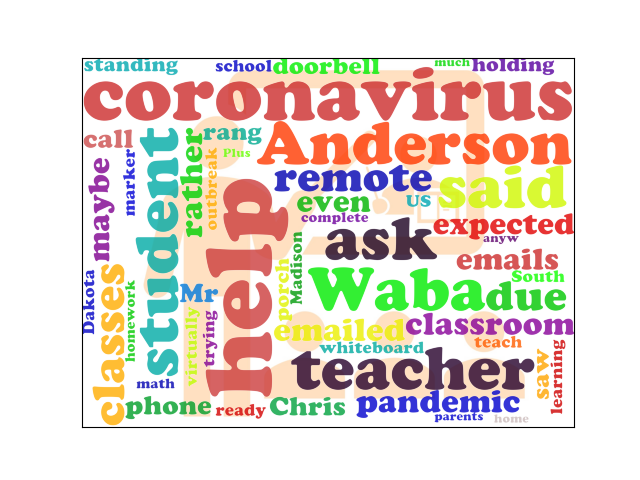 standing
school
doorbell
much
holding
coronavirus
call
rang
Plus
Anderson
maybe
marker
student
rather
outbreak
help
remote
said
even
us
complete
expected
anyw
ask
emails
Madison
South
porch
Waba
due
Dakota
classes
homework
Mr
virtually
trying
emailed
classroom
whiteboard
teach
teacher
saw
learning
math
phone
ready
Chris
pandemic
parents
home